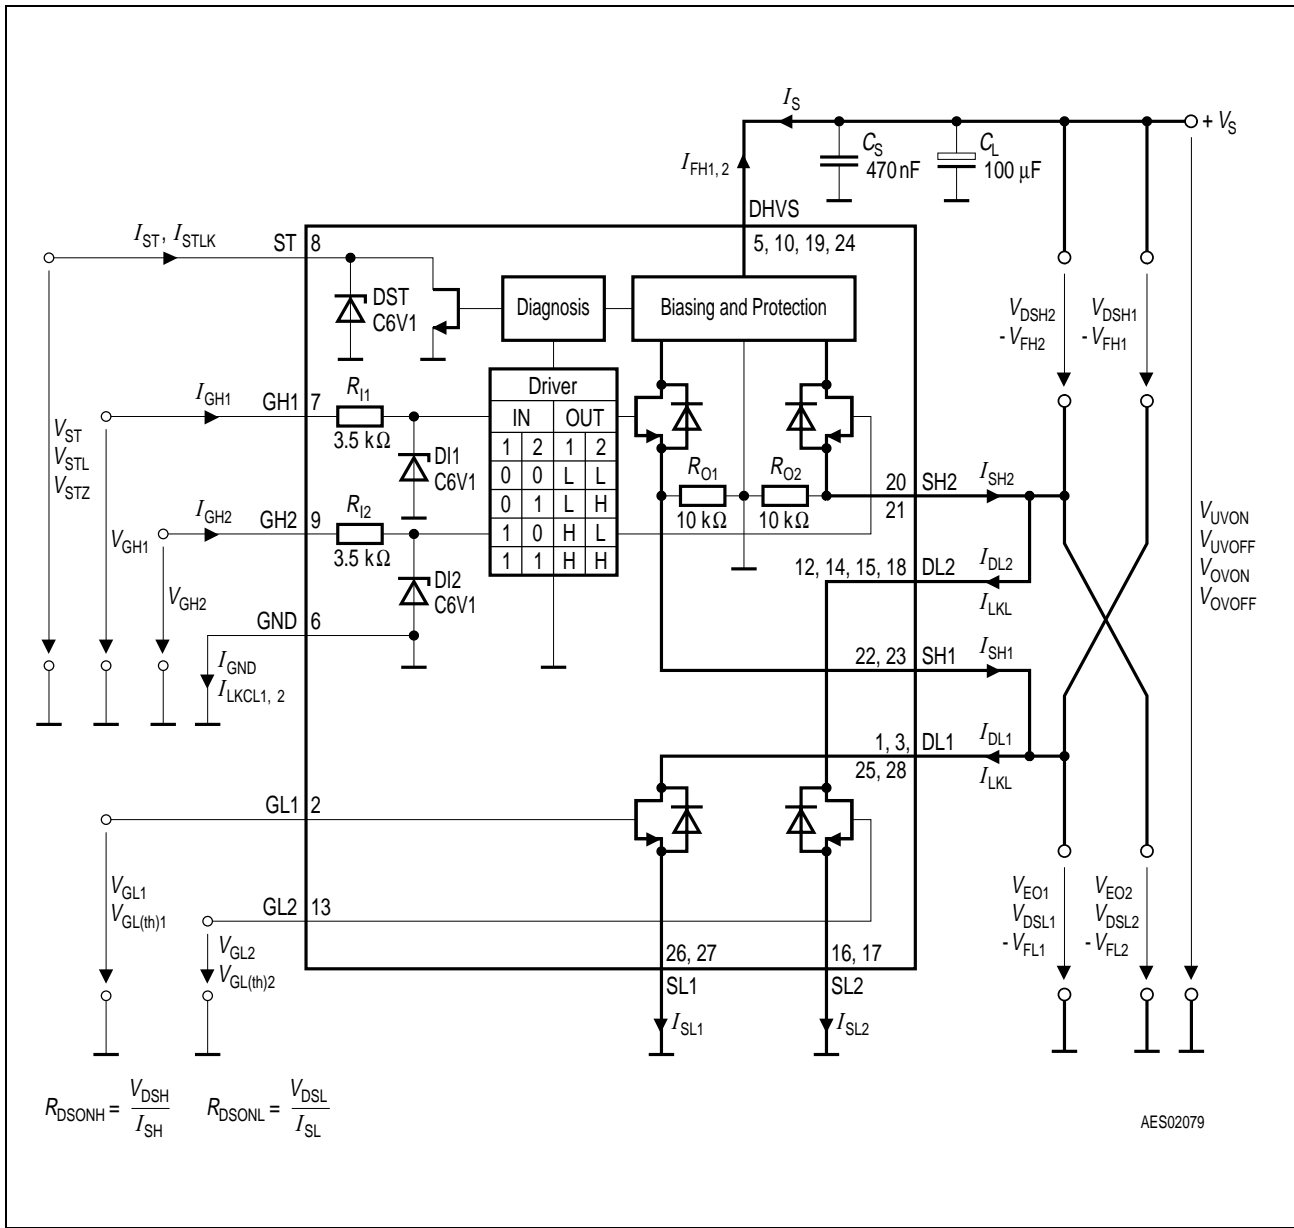 I_S
+ V_S
C_S
470 nF
C_L
100 µF
I_FH1, 2
DHVS
5, 10, 19, 24
I_ST, I_STLK
ST 8
DST
C6V1
Diagnosis
Biasing and Protection
V_DSH2
- V_FH2
V_DSH1
- V_FH1
I_GH1
GH1 7
R_I1
3.5 kΩ
DI1
C6V1
Driver
IN OUT
1 2 1 2
0 0 L L
0 1 L H
1 0 H L
1 1 H H
V_ST
V_STL
V_STZ
R_O1
10 kΩ
R_O2
10 kΩ
20 SH2
21
I_SH2
I_GH2
GH2 9
R_I2
3.5 kΩ
DI2
C6V1
V_GH1
V_GH2
12, 14, 15, 18 DL2
I_DL2
I_LKL
V_UVON
V_UVOFF
V_OVON
V_OVOFF
GND 6
I_GND
I_LKCL1, 2
22, 23 SH1
I_SH1
1, 3, DL1
25, 28
I_DL1
I_LKL
GL1 2
V_GL1
V_GL(th)1
GL2 13
V_GL2
V_GL(th)2
V_EO1
V_DSL1
- V_FL1
V_EO2
V_DSL2
- V_FL2
26, 27
SL1
16, 17
SL2
I_SL1
I_SL2
R_DSONH = V_DSH / I_SH
R_DSONL = V_DSL / I_SL
AES02079